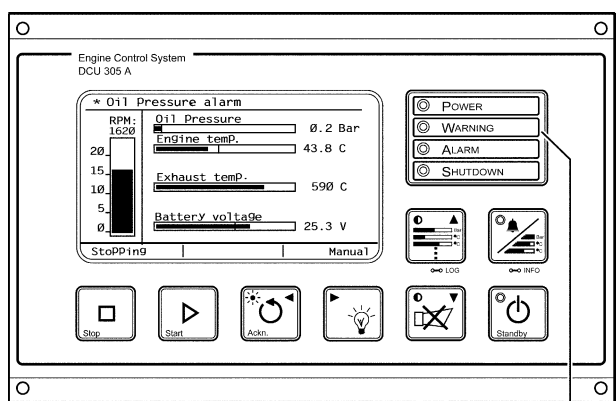 Engine Control System
DCU 305 A
* Oil Pressure alarm
RPM:
1620
20
15
10
5
0
Oil Pressure
0.2 Bar
Engine temP.
43.8 C
Exhaust temP.
590 C
Battery voltage
25.3 V
StoPPing
Manual
POWER
WARNING
ALARM
SHUTDOWN
Bar
°C
°C
LOG
Bar
°C
°C
INFO
Stop
Start
Ackn.
Standby